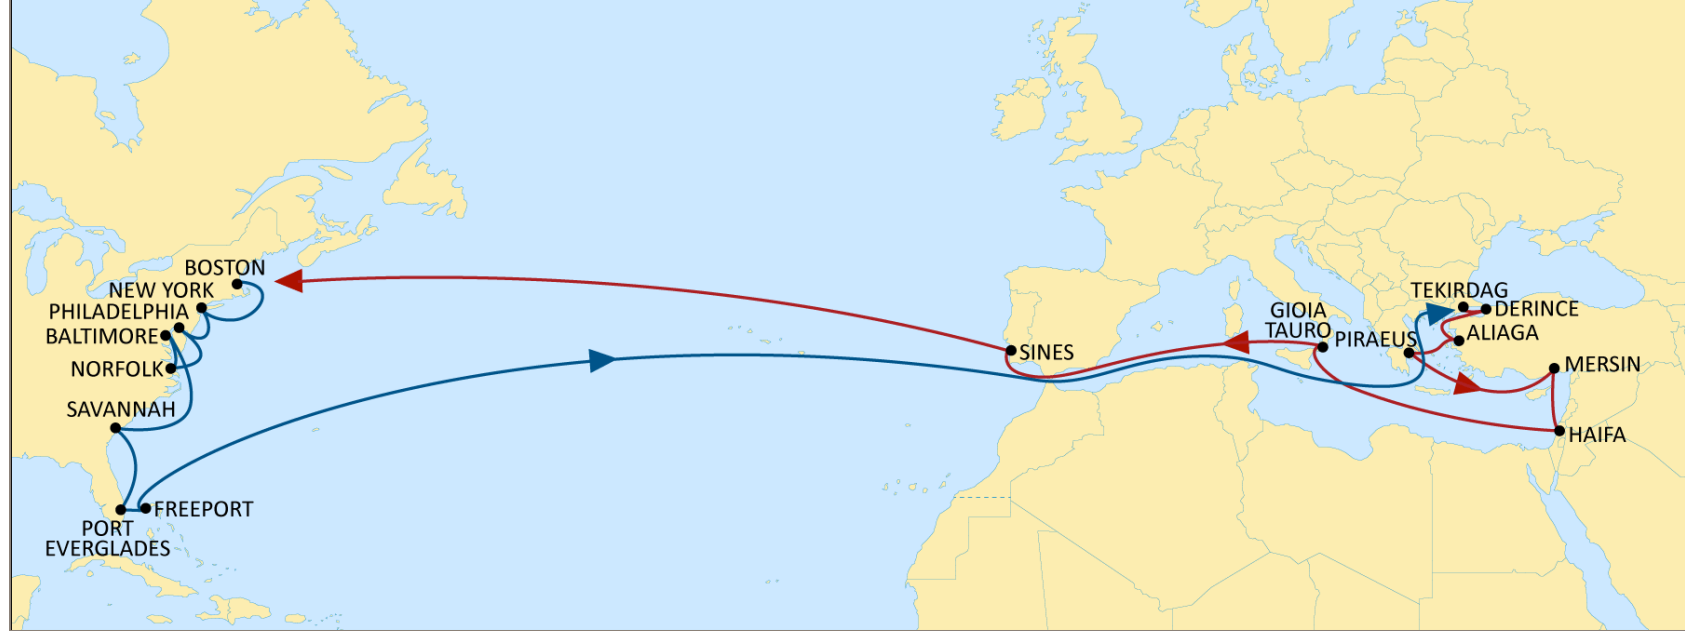 BOSTON
NEW YORK
PHILADELPHIA
BALTIMORE
NORFOLK
SAVANNAH
FREEPORT
PORT
EVERGLADES
SINES
GIOIA
TAURO
PIRAEUS
TEKIRDAG
DERINCE
ALIAGA
MERSIN
HAIFA